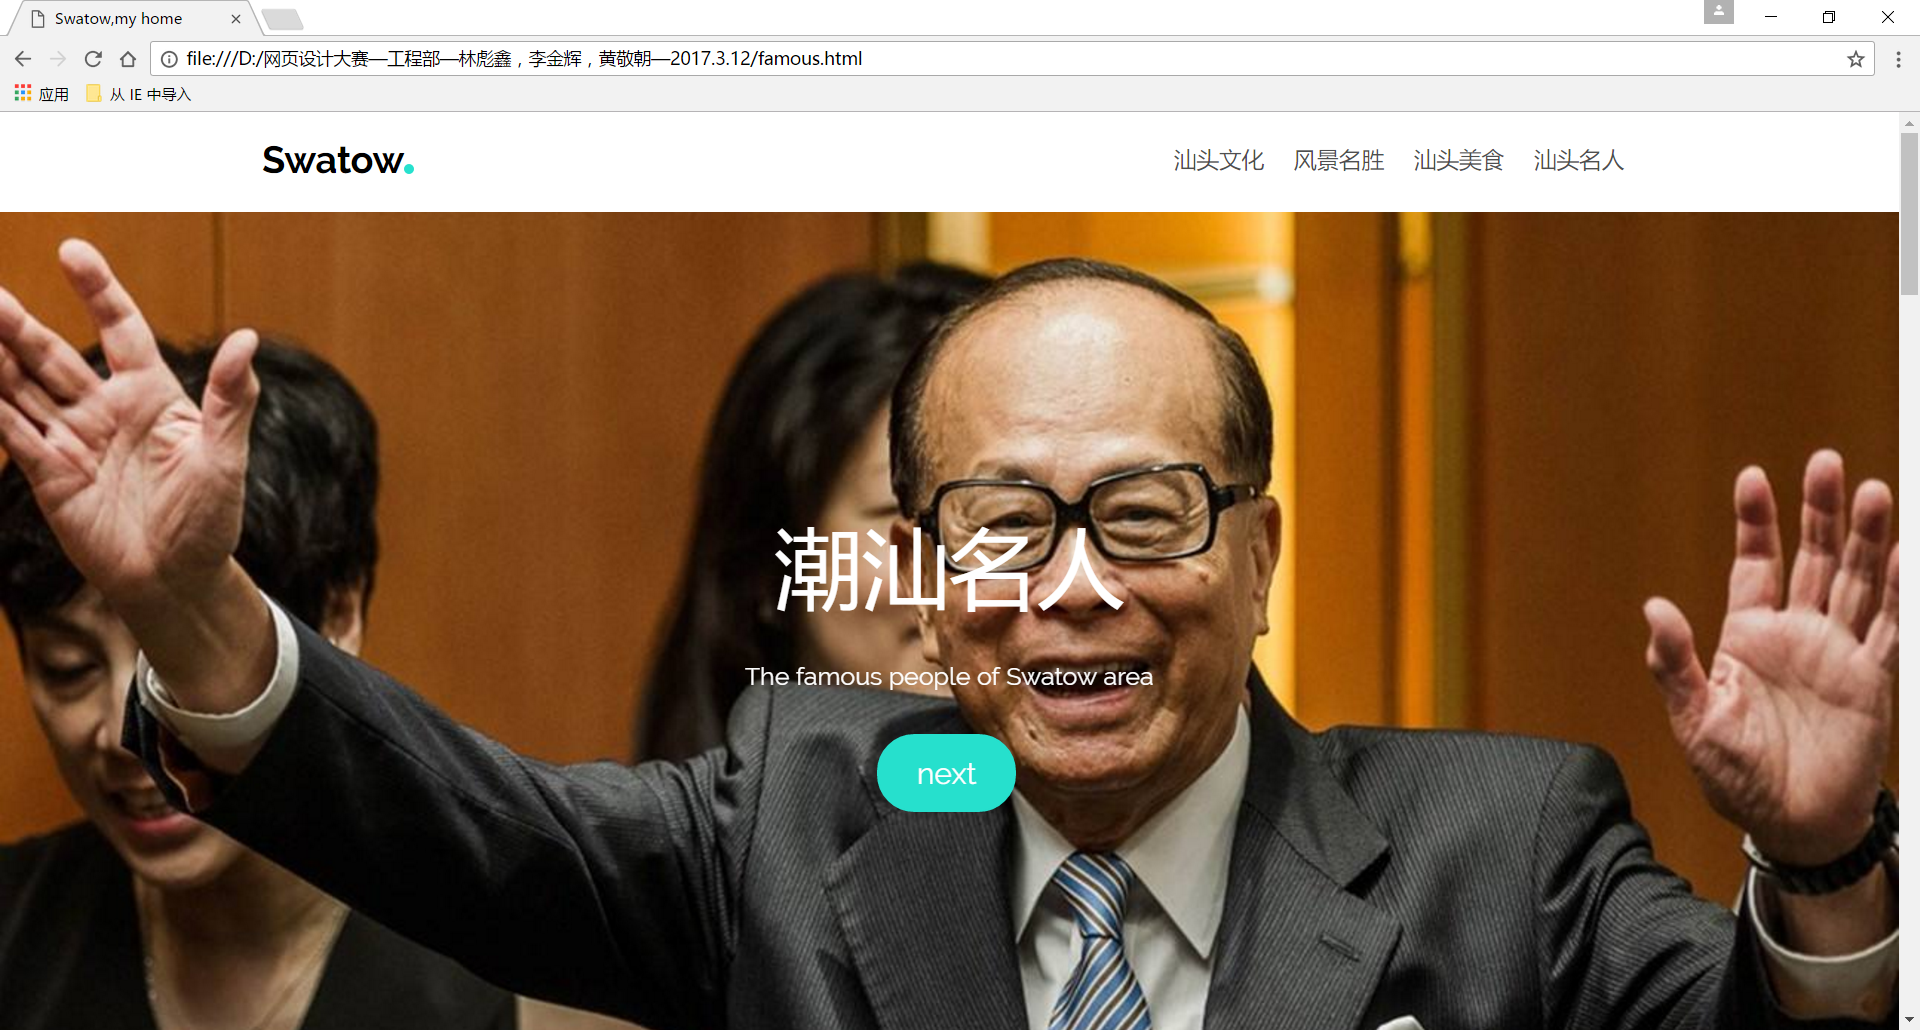 Swatow,my home
file:///D:/网页设计大赛—工程部—林彪鑫，李金辉，黄敬朝—2017.3.12/famous.html
应用 从 IE 中导入
Swatow.
汕头文化 风景名胜 汕头美食 汕头名人
潮汕名人
The famous people of Swatow area
next